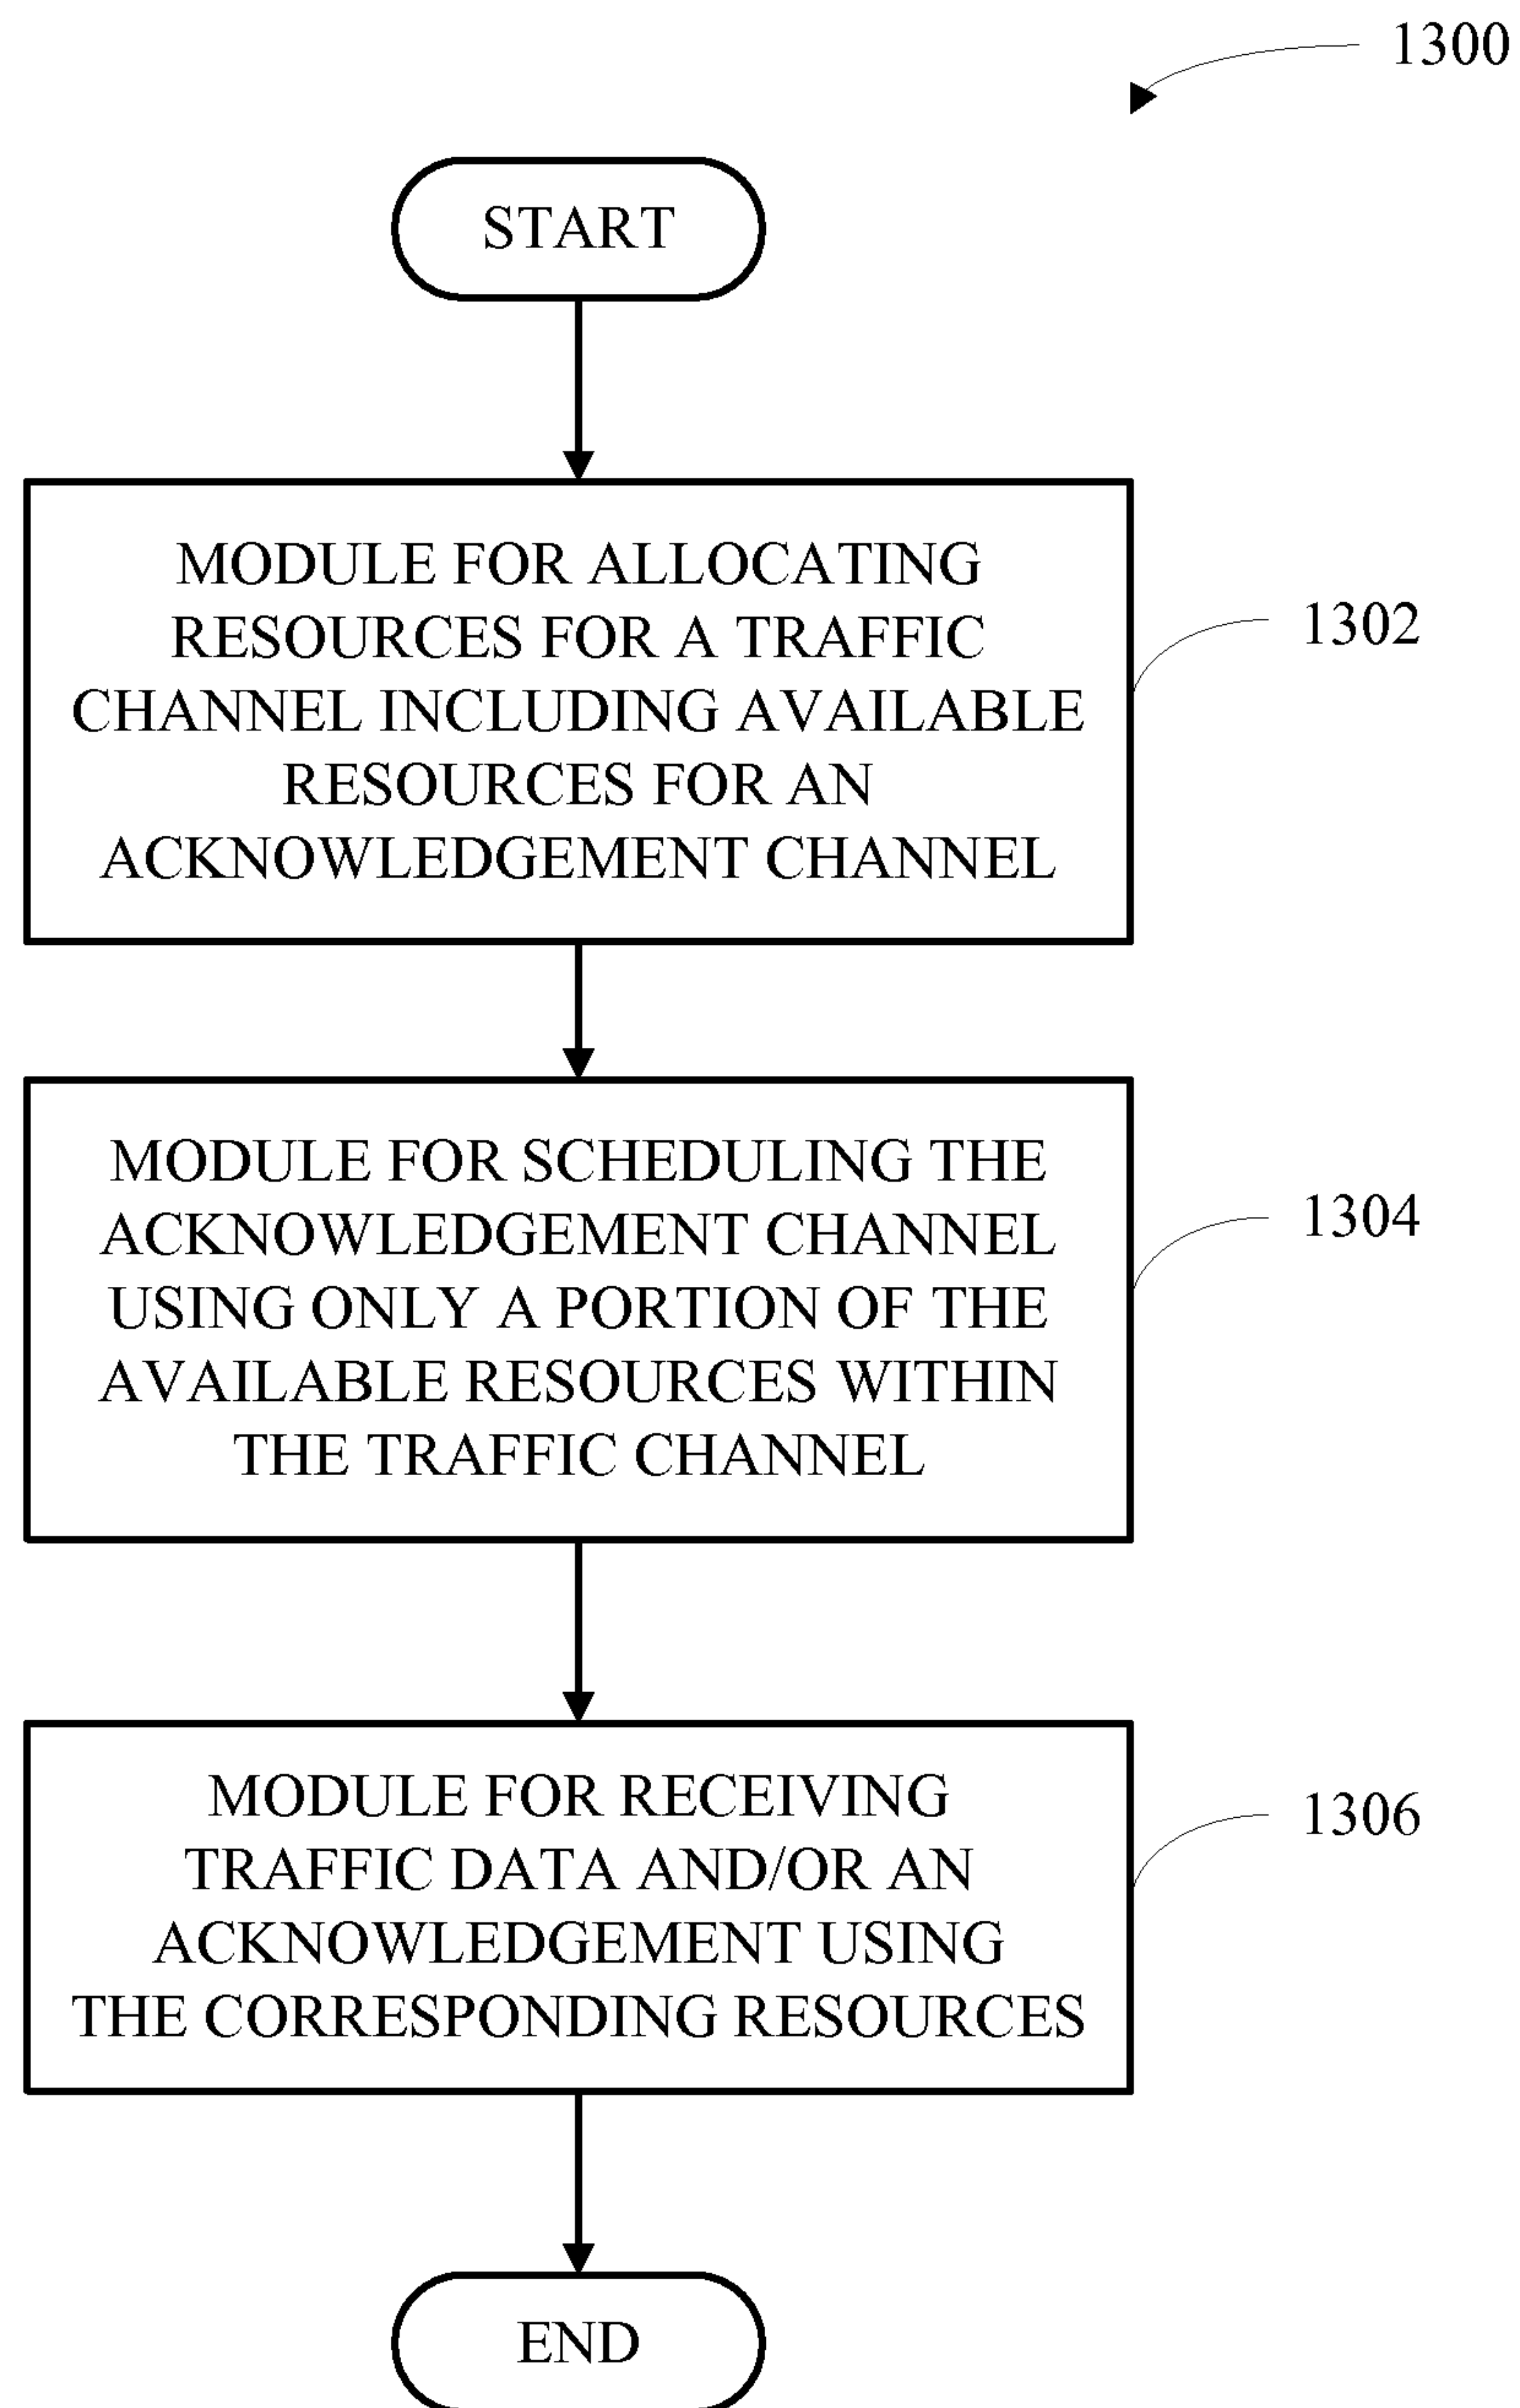 1300
START
MODULE FOR ALLOCATING
RESOURCES FOR A TRAFFIC
CHANNEL INCLUDING AVAILABLE
RESOURCES FOR AN
ACKNOWLEDGEMENT CHANNEL
1302
MODULE FOR SCHEDULING THE
ACKNOWLEDGEMENT CHANNEL
USING ONLY A PORTION OF THE
AVAILABLE RESOURCES WITHIN
THE TRAFFIC CHANNEL
1304
MODULE FOR RECEIVING
TRAFFIC DATA AND/OR AN
ACKNOWLEDGEMENT USING
THE CORRESPONDING RESOURCES
1306
END